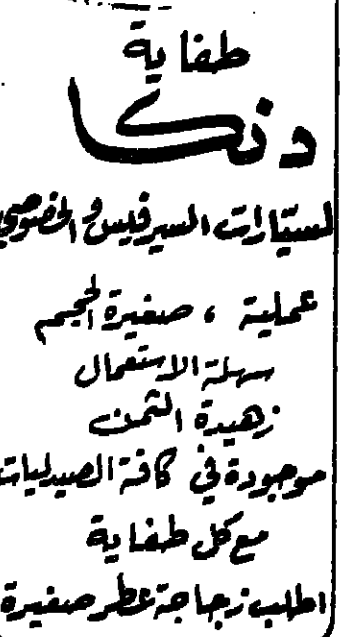 طفاية
دنكا
لسيارات السرفيس والخصوصي
عملية ، صغيرة الحجم
سهلة الاستعمال
زهيدة الثمن
موجودة في كافة الصيدليات
مع كل طفاية
اطلب زجاجة عطر صغيرة